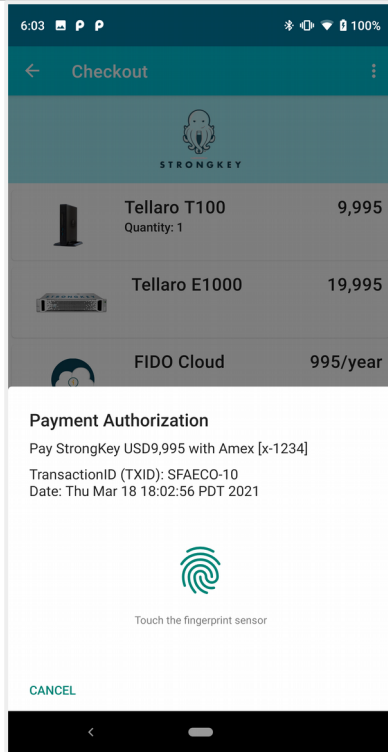 6:03 100%
Checkout
STRONGKEY
Tellaro T100 9,995
Quantity: 1
Tellaro E1000 19,995
FIDO Cloud 995/year
Payment Authorization
Pay StrongKey USD9,995 with Amex [x-1234]
TransactionID (TXID): SFAECO-10
Date: Thu Mar 18 18:02:56 PDT 2021
Touch the fingerprint sensor
CANCEL